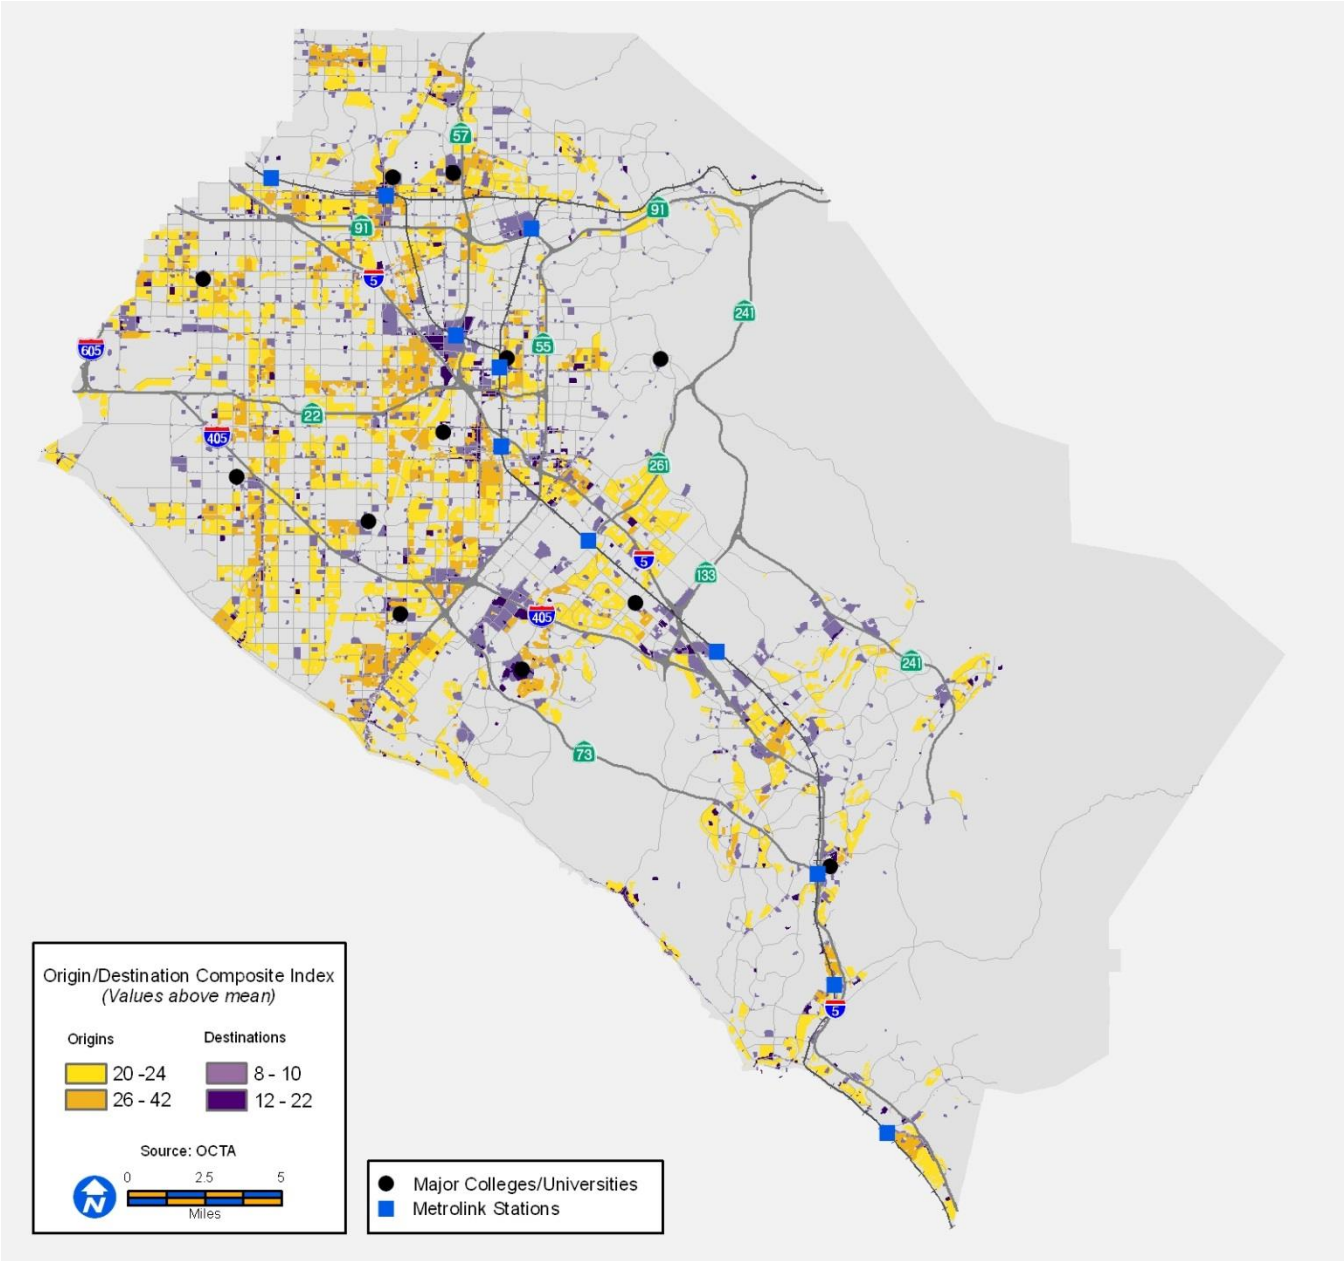 57
91
91
5
241
605
55
22
405
261
5
133
405
241
73
5
Origin/Destination Composite Index
(Values above mean)
Origins Destinations
20 -24 8 - 10
26 - 42 12 - 22
Source: OCTA
0 2.5 5
Miles
N
Major Colleges/Universities
Metrolink Stations